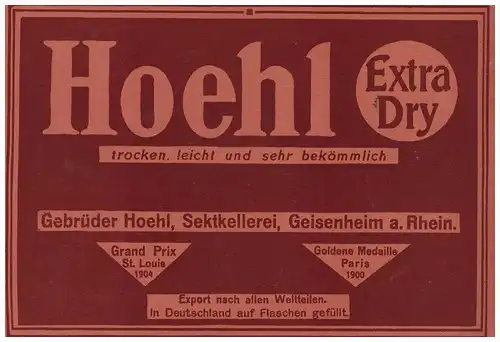 Hoehl
Extra
Dry
trocken, leicht und sehr bekömmlich
Gebrüder Hoehl, Sektkellerei, Geisenheim a. Rhein.
Grand Prix
St. Louis
1904
Goldene Medaille
Paris
1900
Export nach allen Weltteilen.
In Deutschland auf Flaschen gefüllt.